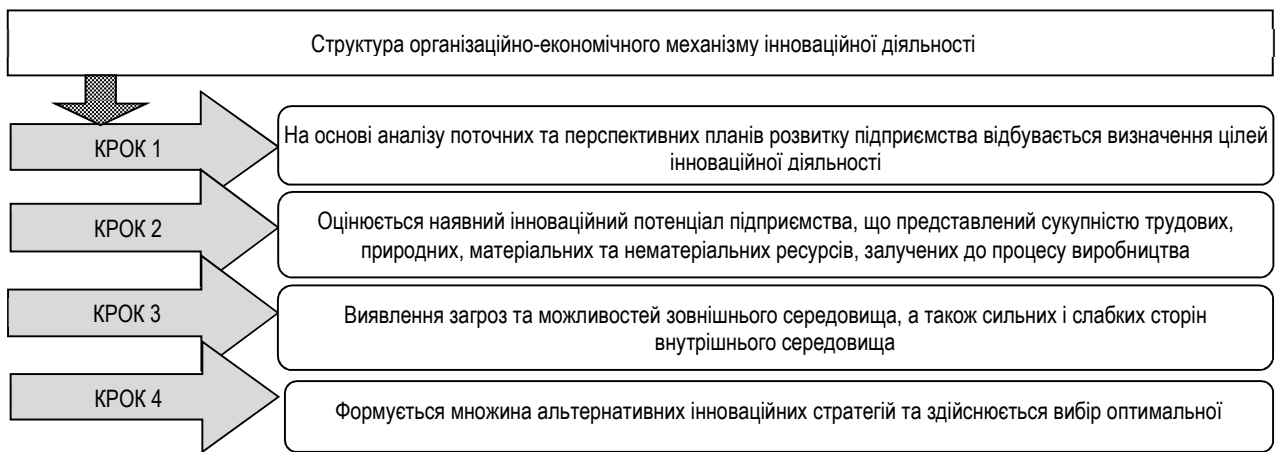 Структура організаційно-економічного механізму інноваційної діяльності
КРОК 1
На основі аналізу поточних та перспективних планів розвитку підприємства відбувається визначення цілей
інноваційної діяльності
КРОК 2
Оцінюється наявний інноваційний потенціал підприємства, що представлений сукупністю трудових,
природних, матеріальних та нематеріальних ресурсів, залучених до процесу виробництва
КРОК 3
Виявлення загроз та можливостей зовнішнього середовища, а також сильних і слабких сторін
внутрішнього середовища
КРОК 4
Формується множина альтернативних інноваційних стратегій та здійснюється вибір оптимальної